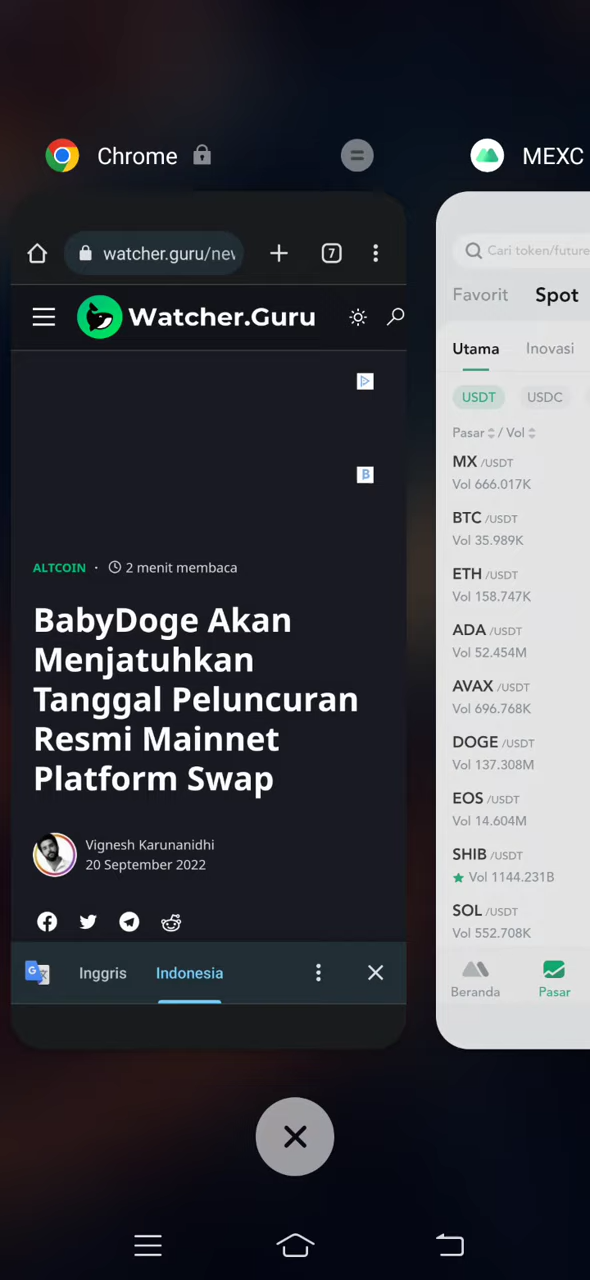 Chrome
MEXC
watcher.guru/nev
7
Watcher.Guru
ALTCOIN · 2 menit membaca
BabyDoge Akan
Menjatuhkan
Tanggal Peluncuran
Resmi Mainnet
Platform Swap
Vignesh Karunanidhi
20 September 2022
Inggris
Indonesia
Cari token/future
Favorit
Spot
Utama
Inovasi
USDT
USDC
Pasar / Vol
MX /USDT
Vol 666.017K
BTC /USDT
Vol 35.989K
ETH /USDT
Vol 158.747K
ADA /USDT
Vol 52.454M
AVAX /USDT
Vol 696.768K
DOGE /USDT
Vol 137.308M
EOS /USDT
Vol 14.604M
SHIB /USDT
Vol 1144.231B
SOL /USDT
Vol 552.708K
Beranda
Pasar